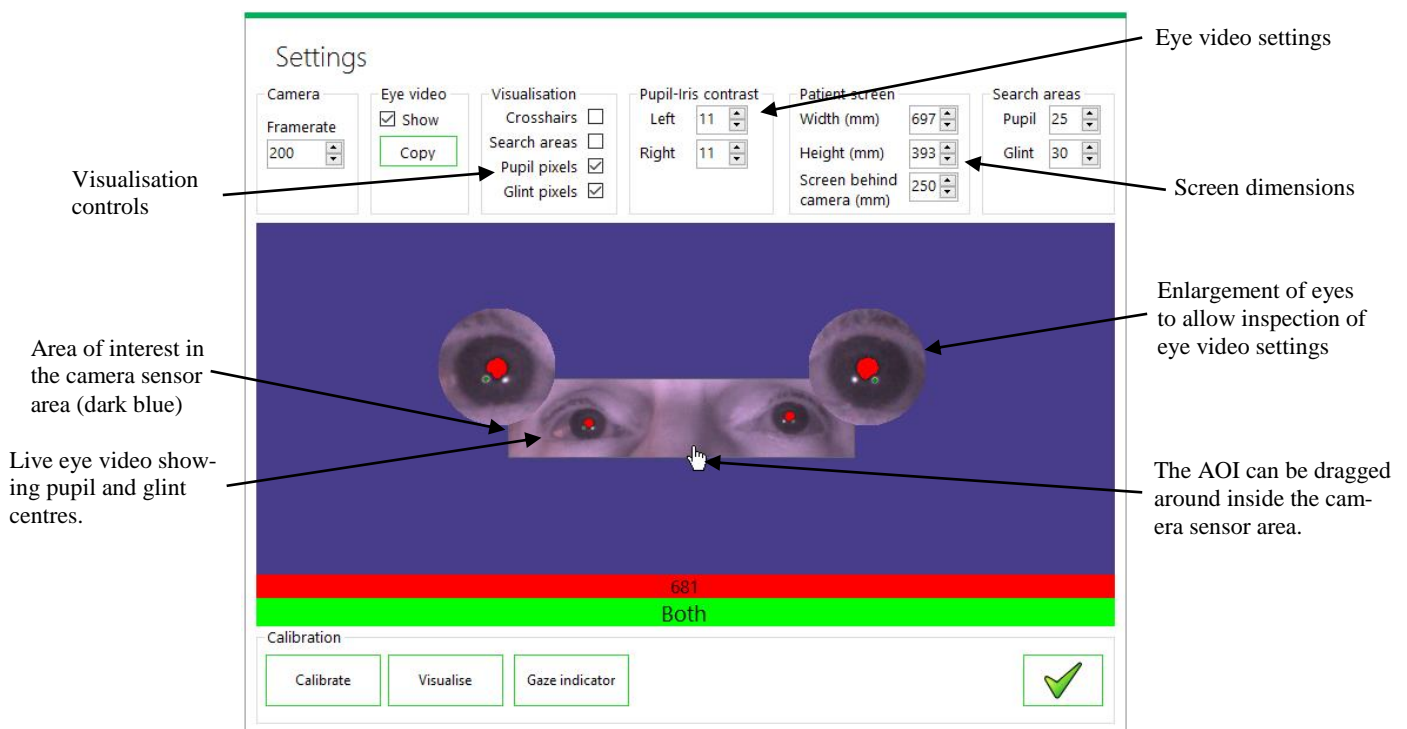 Eye video settings
Settings
Camera
Framerate
200
Eye video
Show
Copy
Visualisation
Crosshairs
Search areas
Pupil pixels
Glint pixels
Pupil-Iris contrast
Left 11
Right 11
Patient screen
Width (mm) 697
Height (mm) 393
Screen behind
camera (mm) 250
Search areas
Pupil 25
Glint 30
Visualisation
controls
Screen dimensions
Enlargement of eyes
to allow inspection of
eye video settings
Area of interest in
the camera sensor
area (dark blue)
Live eye video show-
ing pupil and glint
centres.
The AOI can be dragged
around inside the cam-
era sensor area.
681
Both
Calibration
Calibrate
Visualise
Gaze indicator